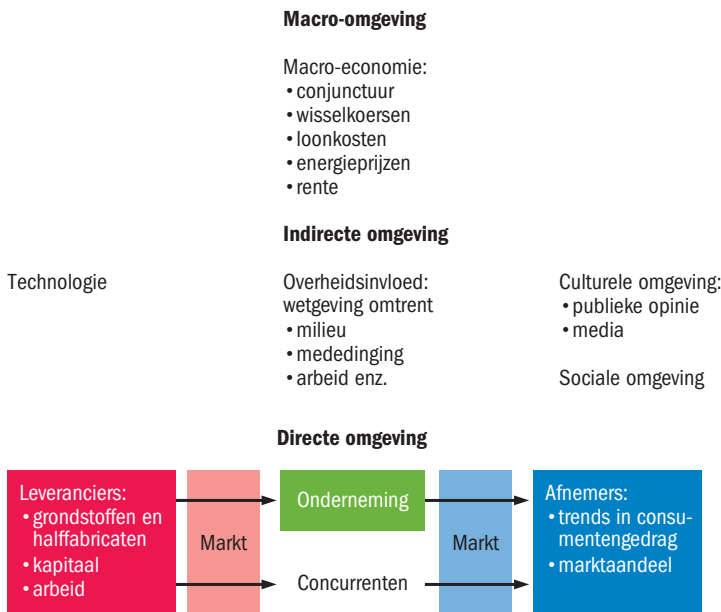 Macro-omgeving
Macro-economie:
• conjunctuur
• wisselkoersen
• loonkosten
• energieprijzen
• rente
Indirecte omgeving
Technologie
Overheidsinvloed:
wetgeving omtrent
• milieu
• mededinging
• arbeid enz.
Culturele omgeving:
• publieke opinie
• media
Sociale omgeving
Directe omgeving
Leveranciers:
• grondstoffen en
halffabricaten
• kapitaal
• arbeid
Markt
Onderneming
Concurrenten
Markt
Afnemers:
• trends in consu-
mentengedrag
• marktaandeel